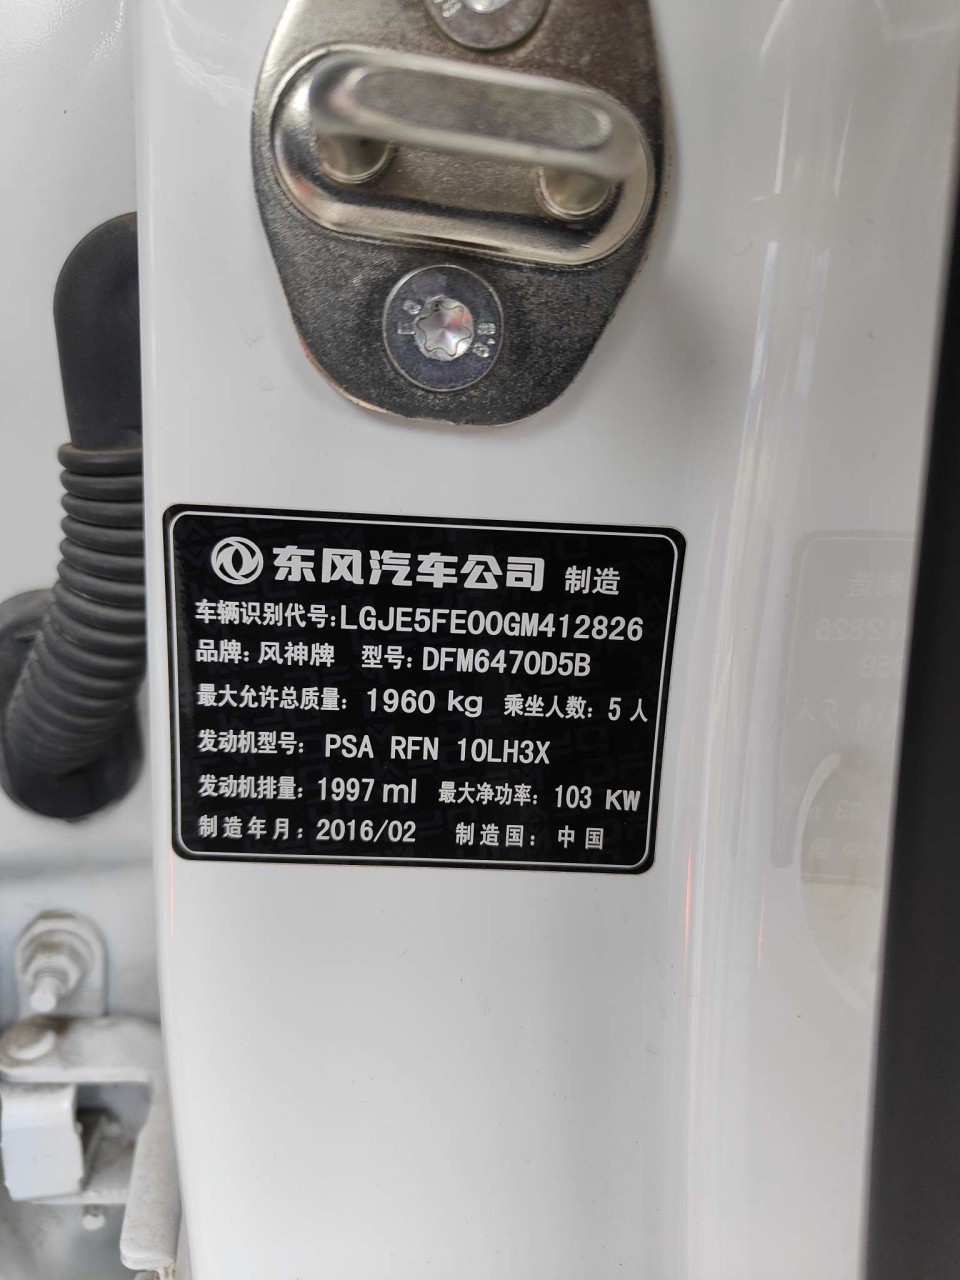 东风汽车公司 制造
车辆识别代号:LGJE5FE00GM412826
品牌: 风神牌 型号: DFM6470D5B
最大允许总质量: 1960 kg 乘坐人数: 5 人
发动机型号: PSA RFN 10LH3X
发动机排量: 1997 ml 最大净功率: 103 KW
制造年月: 2016/02 制造国: 中国